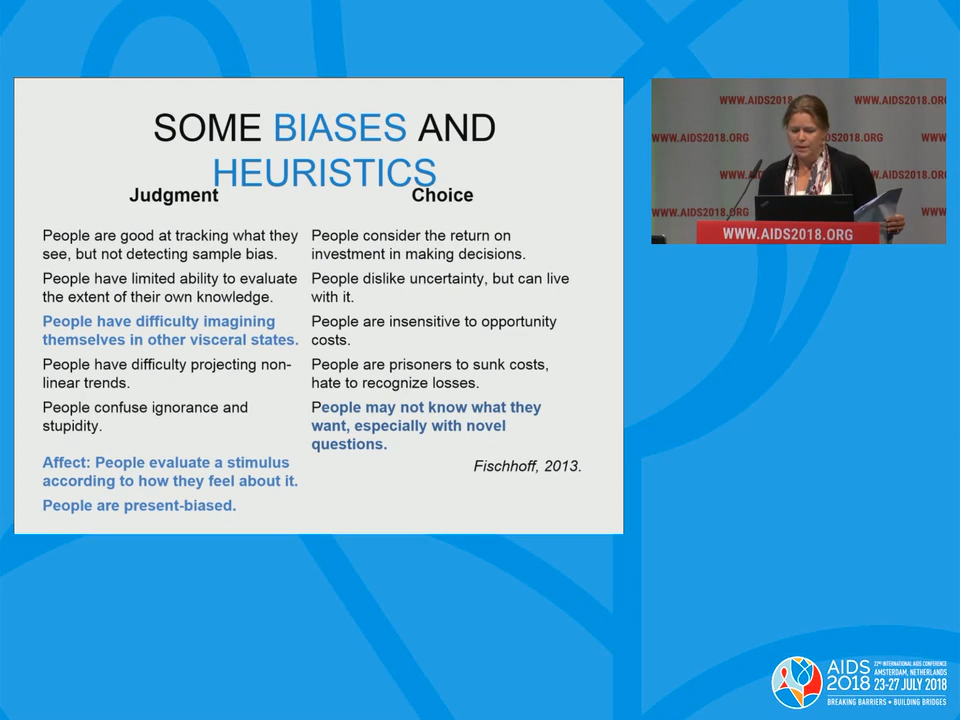 SOME BIASES AND
HEURISTICS
Judgment
People are good at tracking what they
see, but not detecting sample bias.
People have limited ability to evaluate
the extent of their own knowledge.
People have difficulty imagining
themselves in other visceral states.
People have difficulty projecting non-
linear trends.
People confuse ignorance and
stupidity.
Affect: People evaluate a stimulus
according to how they feel about it.
People are present-biased.
Choice
People consider the return on
investment in making decisions.
People dislike uncertainty, but can live
with it.
People are insensitive to opportunity
costs.
People are prisoners to sunk costs,
hate to recognize losses.
People may not know what they
want, especially with novel
questions.
Fischhoff, 2013.
WWW.AIDS2018
WWW.AIDS2018.OR
WWW.AIDS2018.ORG
DS2018.ORG
WWW
WWW.A
W.AIDS2018.OR
WWW.AIDS2018.ORG
WWW
WWW.AIDS2018.ORG
AIDS
2018
22ND INTERNATIONAL AIDS CONFERENCE
AMSTERDAM, NETHERLANDS
23-27 JULY 2018
BREAKING BARRIERS • BUILDING BRIDGES